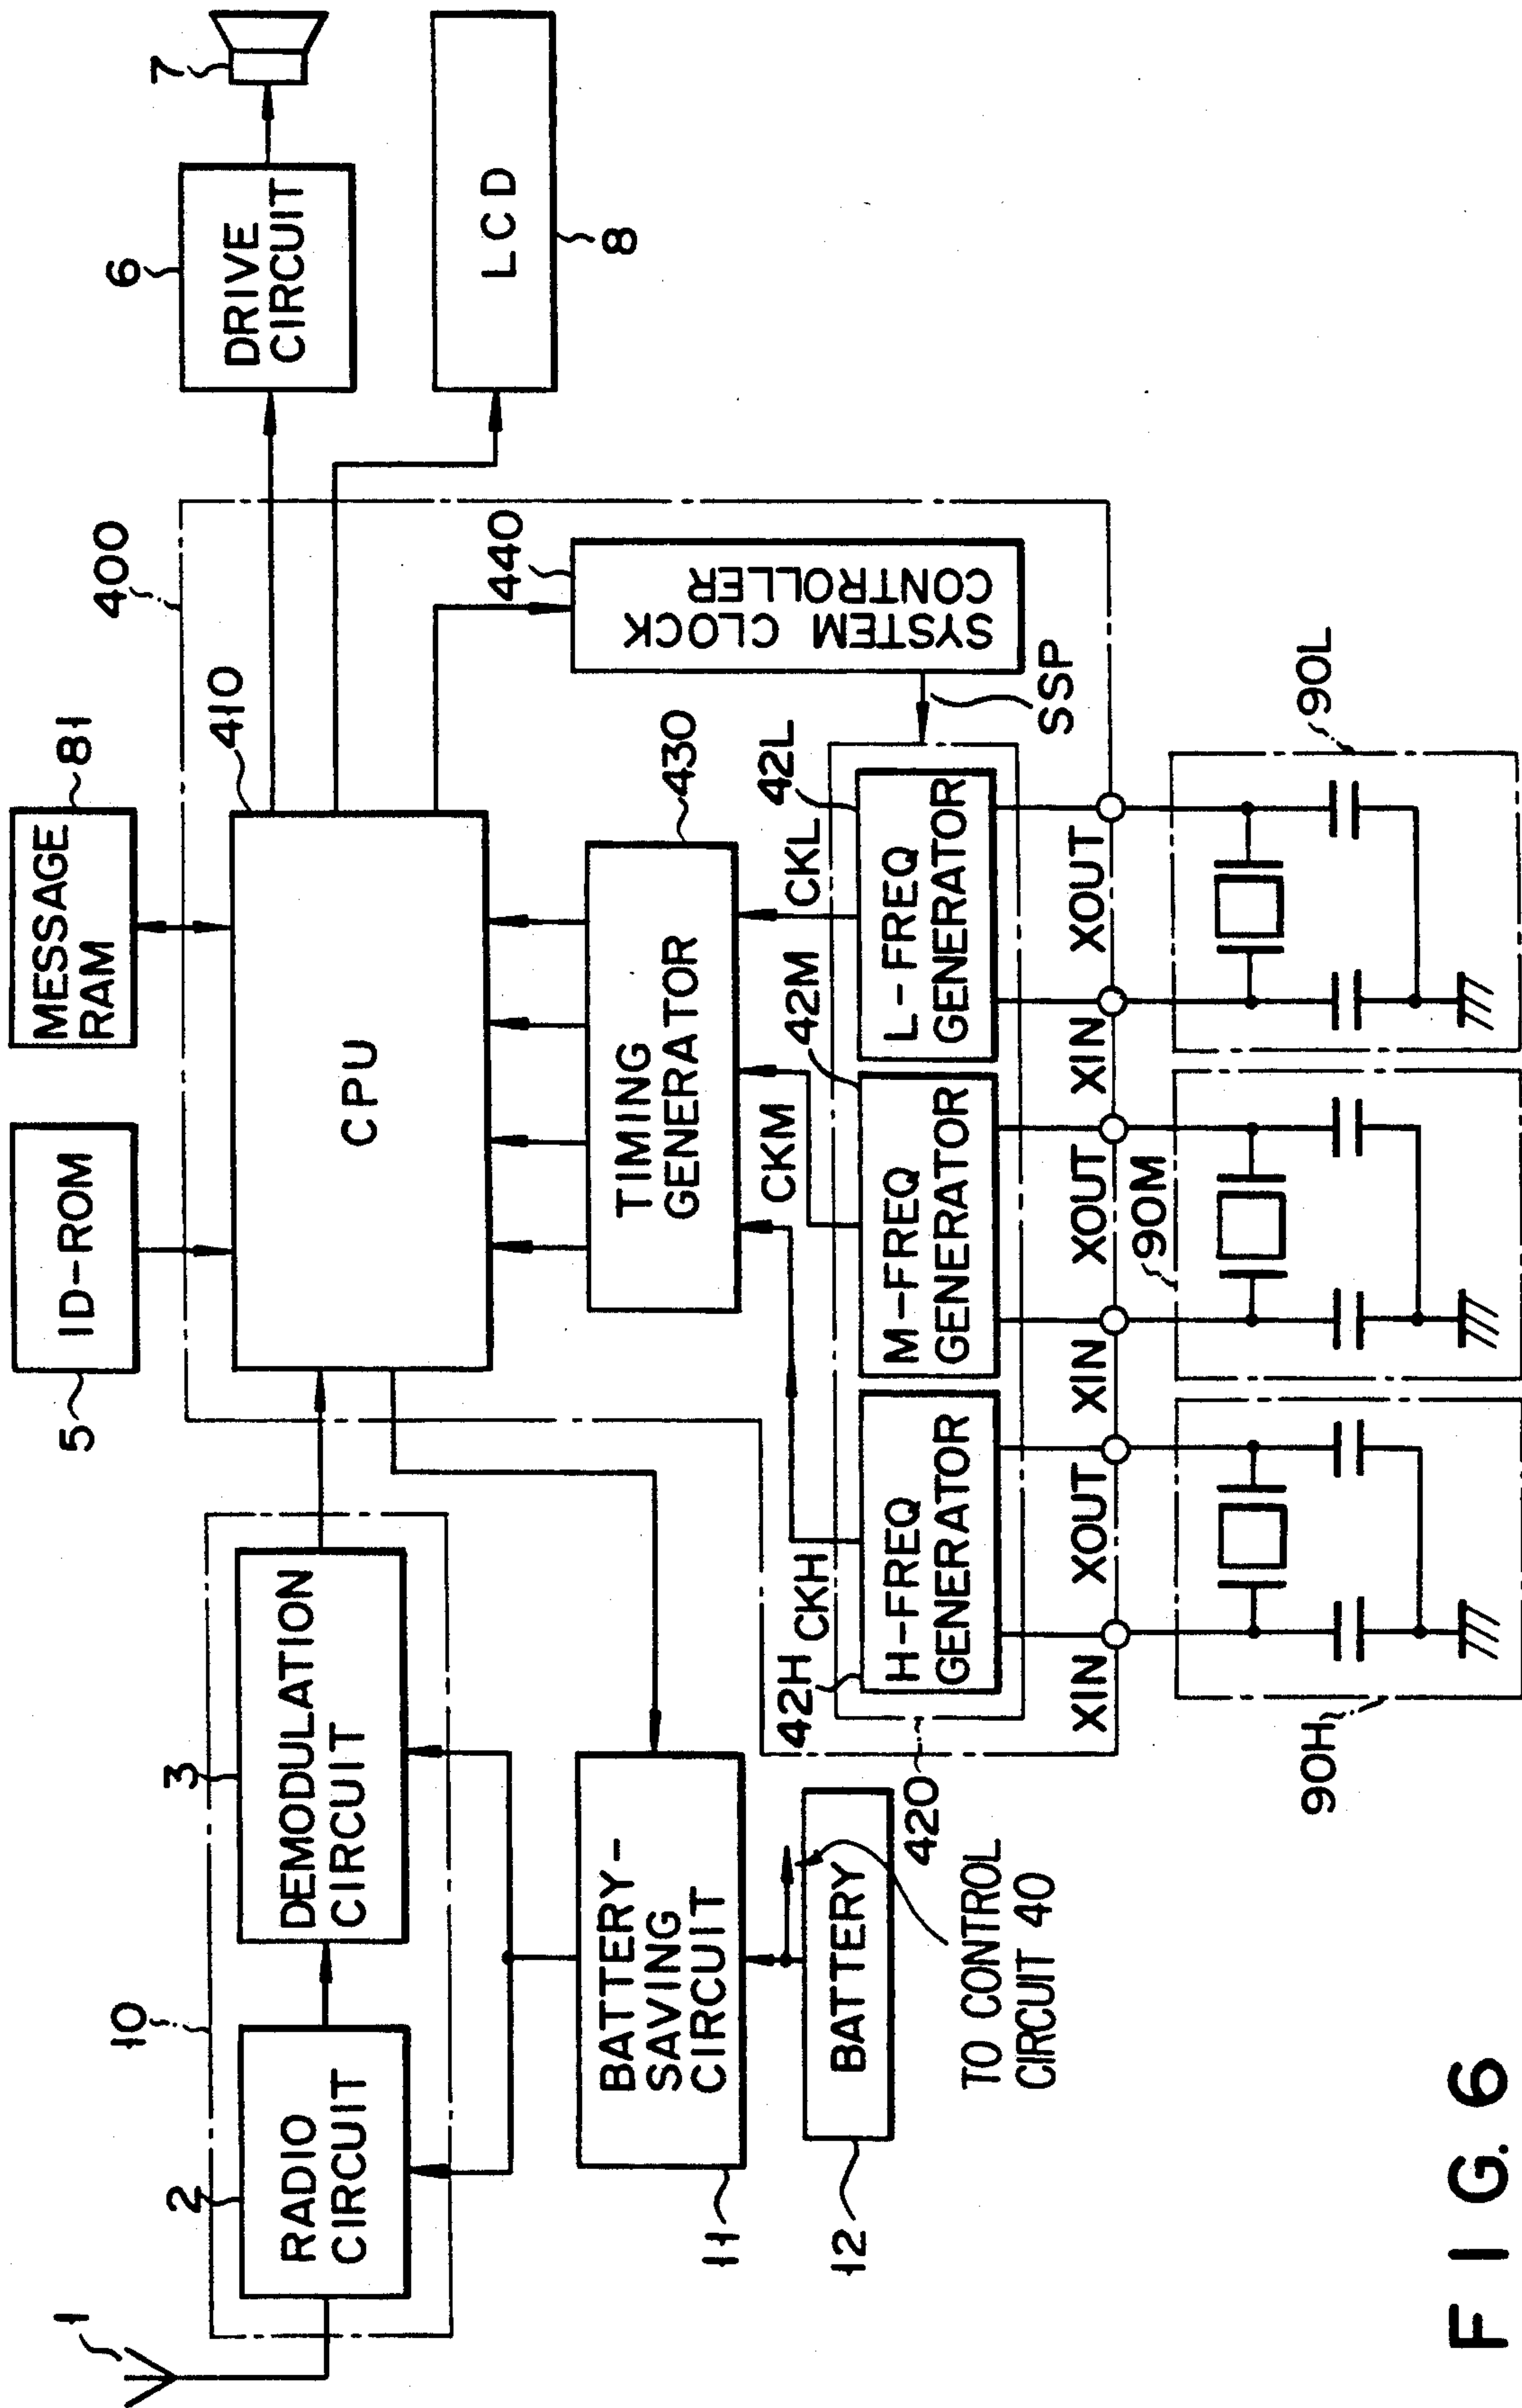 1
10
2
RADIO
CIRCUIT
3
DEMODULATION
CIRCUIT
5
ID-ROM
MESSAGE
RAM
81
410
CPU
400
6
DRIVE
CIRCUIT
7
LCD
8
11
BATTERY-
SAVING
CIRCUIT
12
BATTERY
TO CONTROL
CIRCUIT 40
TIMING
GENERATOR
430
440
SYSTEM CLOCK
CONTROLLER
SSP
CKH
CKM
CKL
42H
42M
42L
420
H-FREQ
GENERATOR
M-FREQ
GENERATOR
L-FREQ
GENERATOR
XIN
XOUT
XIN
XOUT
XIN
XOUT
90H
90M
90L
FIG. 6